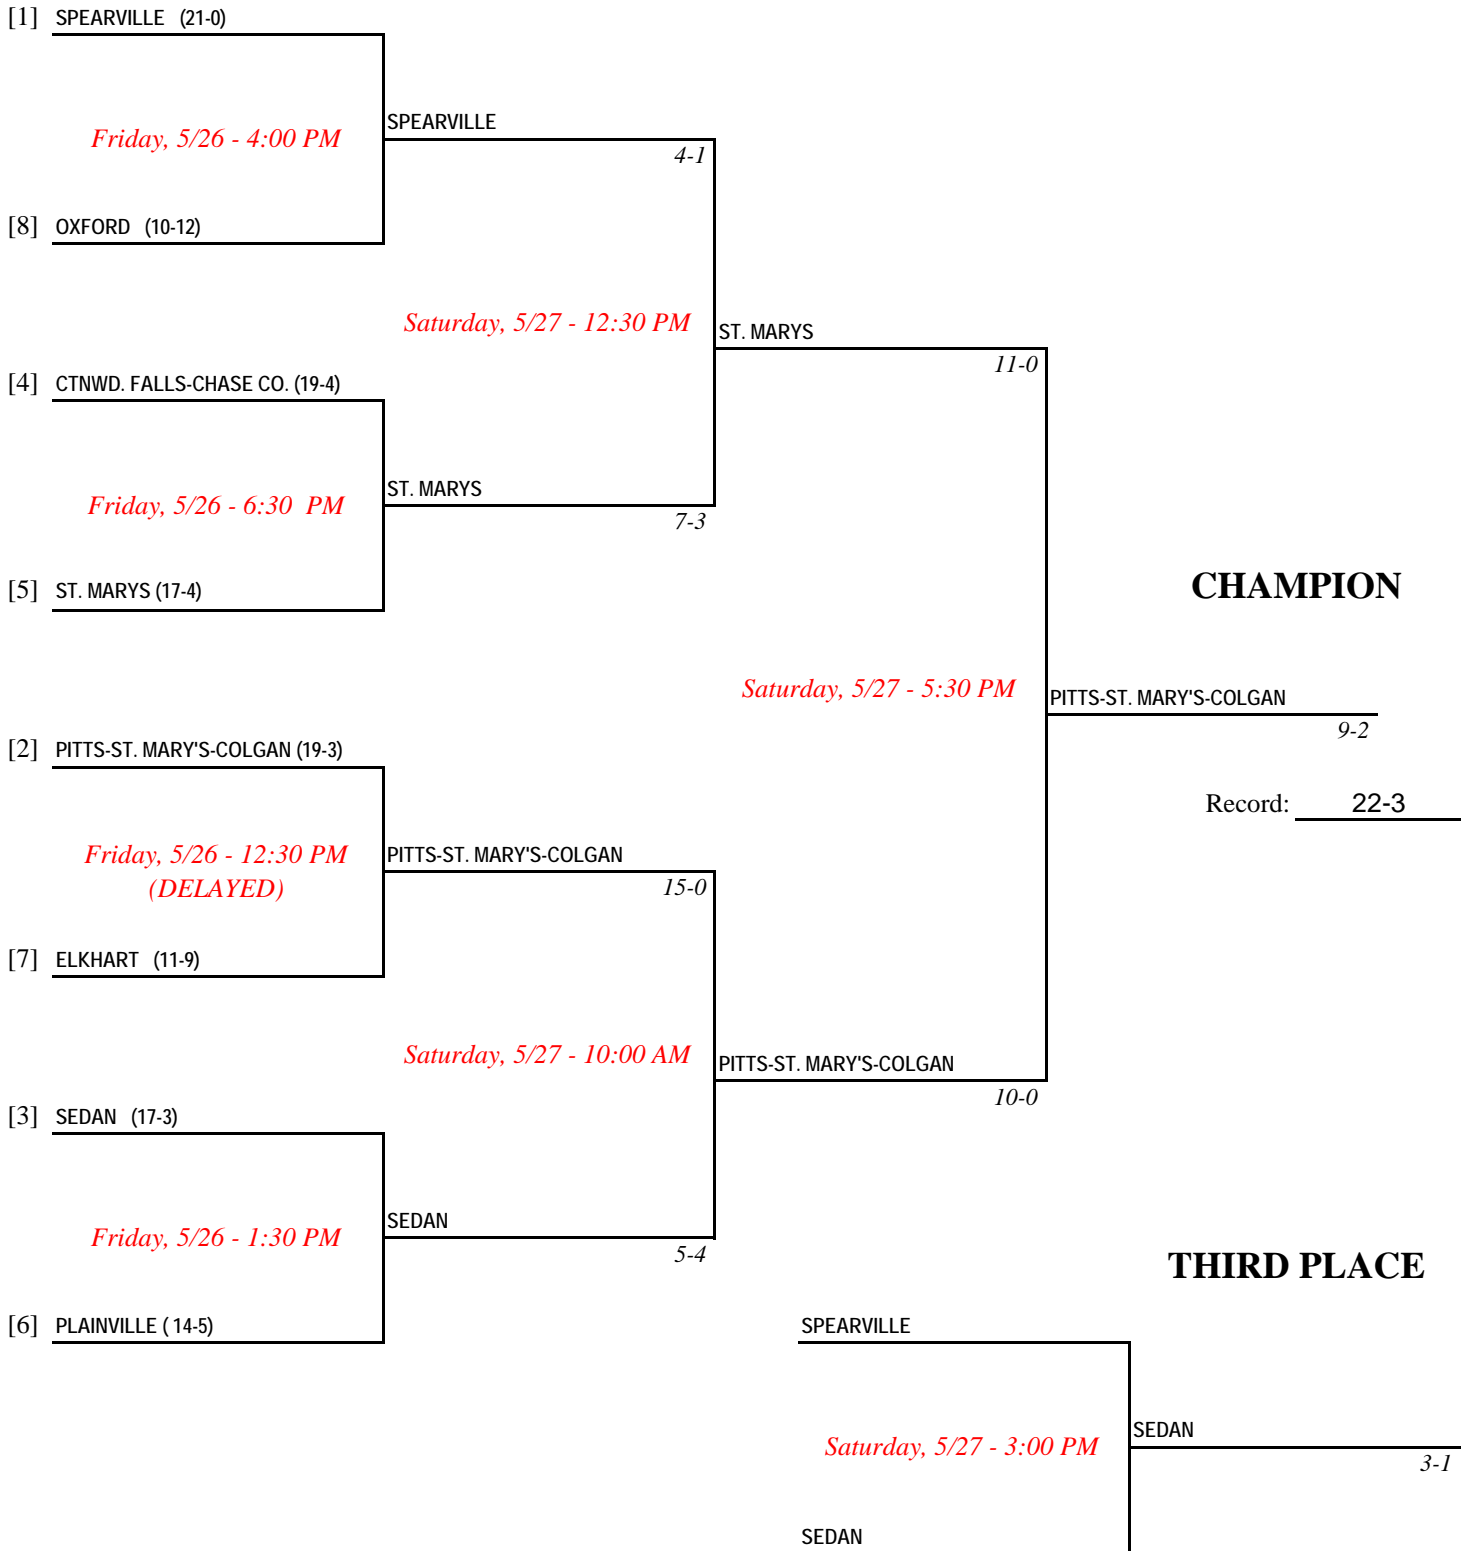 [1] SPEARVILLE (21-0)
SPEARVILLE
Friday, 5/26 - 4:00 PM
4-1
[8] OXFORD (10-12)
Saturday, 5/27 - 12:30 PM
ST. MARYS
11-0
[4] CTNWD. FALLS-CHASE CO. (19-4)
ST. MARYS
Friday, 5/26 - 6:30 PM
7-3
[5] ST. MARYS (17-4)
CHAMPION
Saturday, 5/27 - 5:30 PM
PITTS-ST. MARY'S-COLGAN
9-2
[2] PITTS-ST. MARY'S-COLGAN (19-3)
Record: 22-3
Friday, 5/26 - 12:30 PM
(DELAYED)
PITTS-ST. MARY'S-COLGAN
15-0
[7] ELKHART (11-9)
Saturday, 5/27 - 10:00 AM
PITTS-ST. MARY'S-COLGAN
10-0
[3] SEDAN (17-3)
SEDAN
Friday, 5/26 - 1:30 PM
5-4
THIRD PLACE
[6] PLAINVILLE ( 14-5)
SPEARVILLE
SEDAN
Saturday, 5/27 - 3:00 PM
3-1
SEDAN